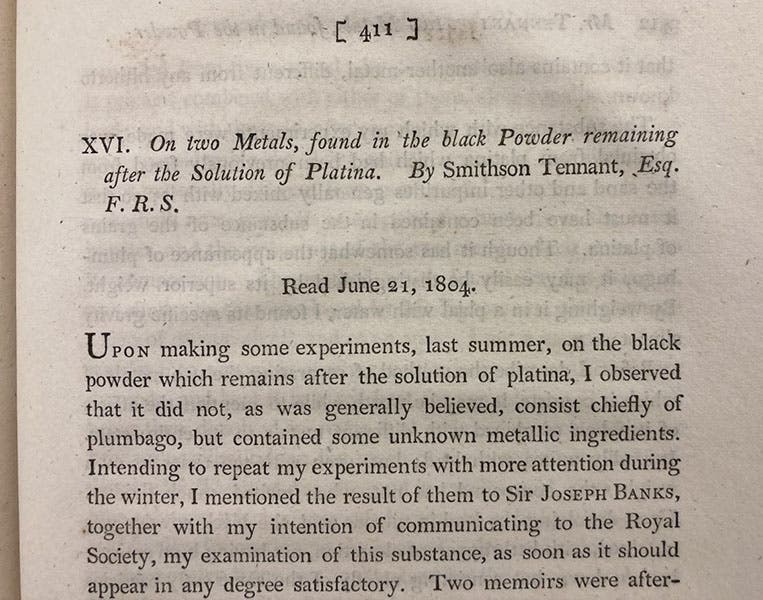 [ 411 ]
XVI. On two Metals, found in the black Powder remaining
after the Solution of Platina. By Smithson Tennant, Esq.
F. R. S.
Read June 21, 1804.
UPON making some experiments, last summer, on the black
powder which remains after the solution of platina, I observed
that it did not, as was generally believed, consist chiefly of
plumbago, but contained some unknown metallic ingredients.
Intending to repeat my experiments with more attention during
the winter, I mentioned the result of them to Sir JOSEPH BANKS,
together with my intention of communicating to the Royal
Society, my examination of this substance, as soon as it should
appear in any degree satisfactory. Two memoirs were after-